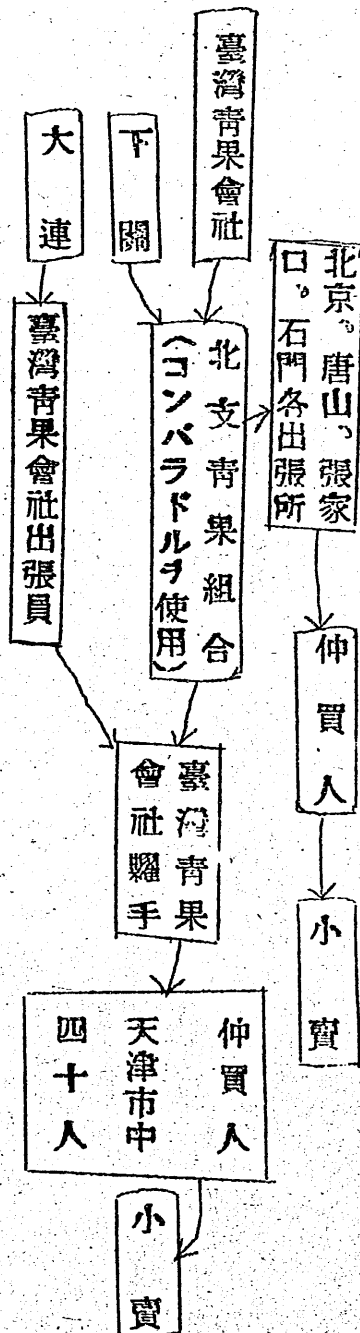 北京、唐山、張家
口、石門各出張所
仲買人
小賣
臺灣青果會社
下關
大連
北支青果組合
(コンバラドルヲ使用)
臺灣青果會社出張員
臺灣青果
會社糶手
仲買人
天津市中
四十人
小賣